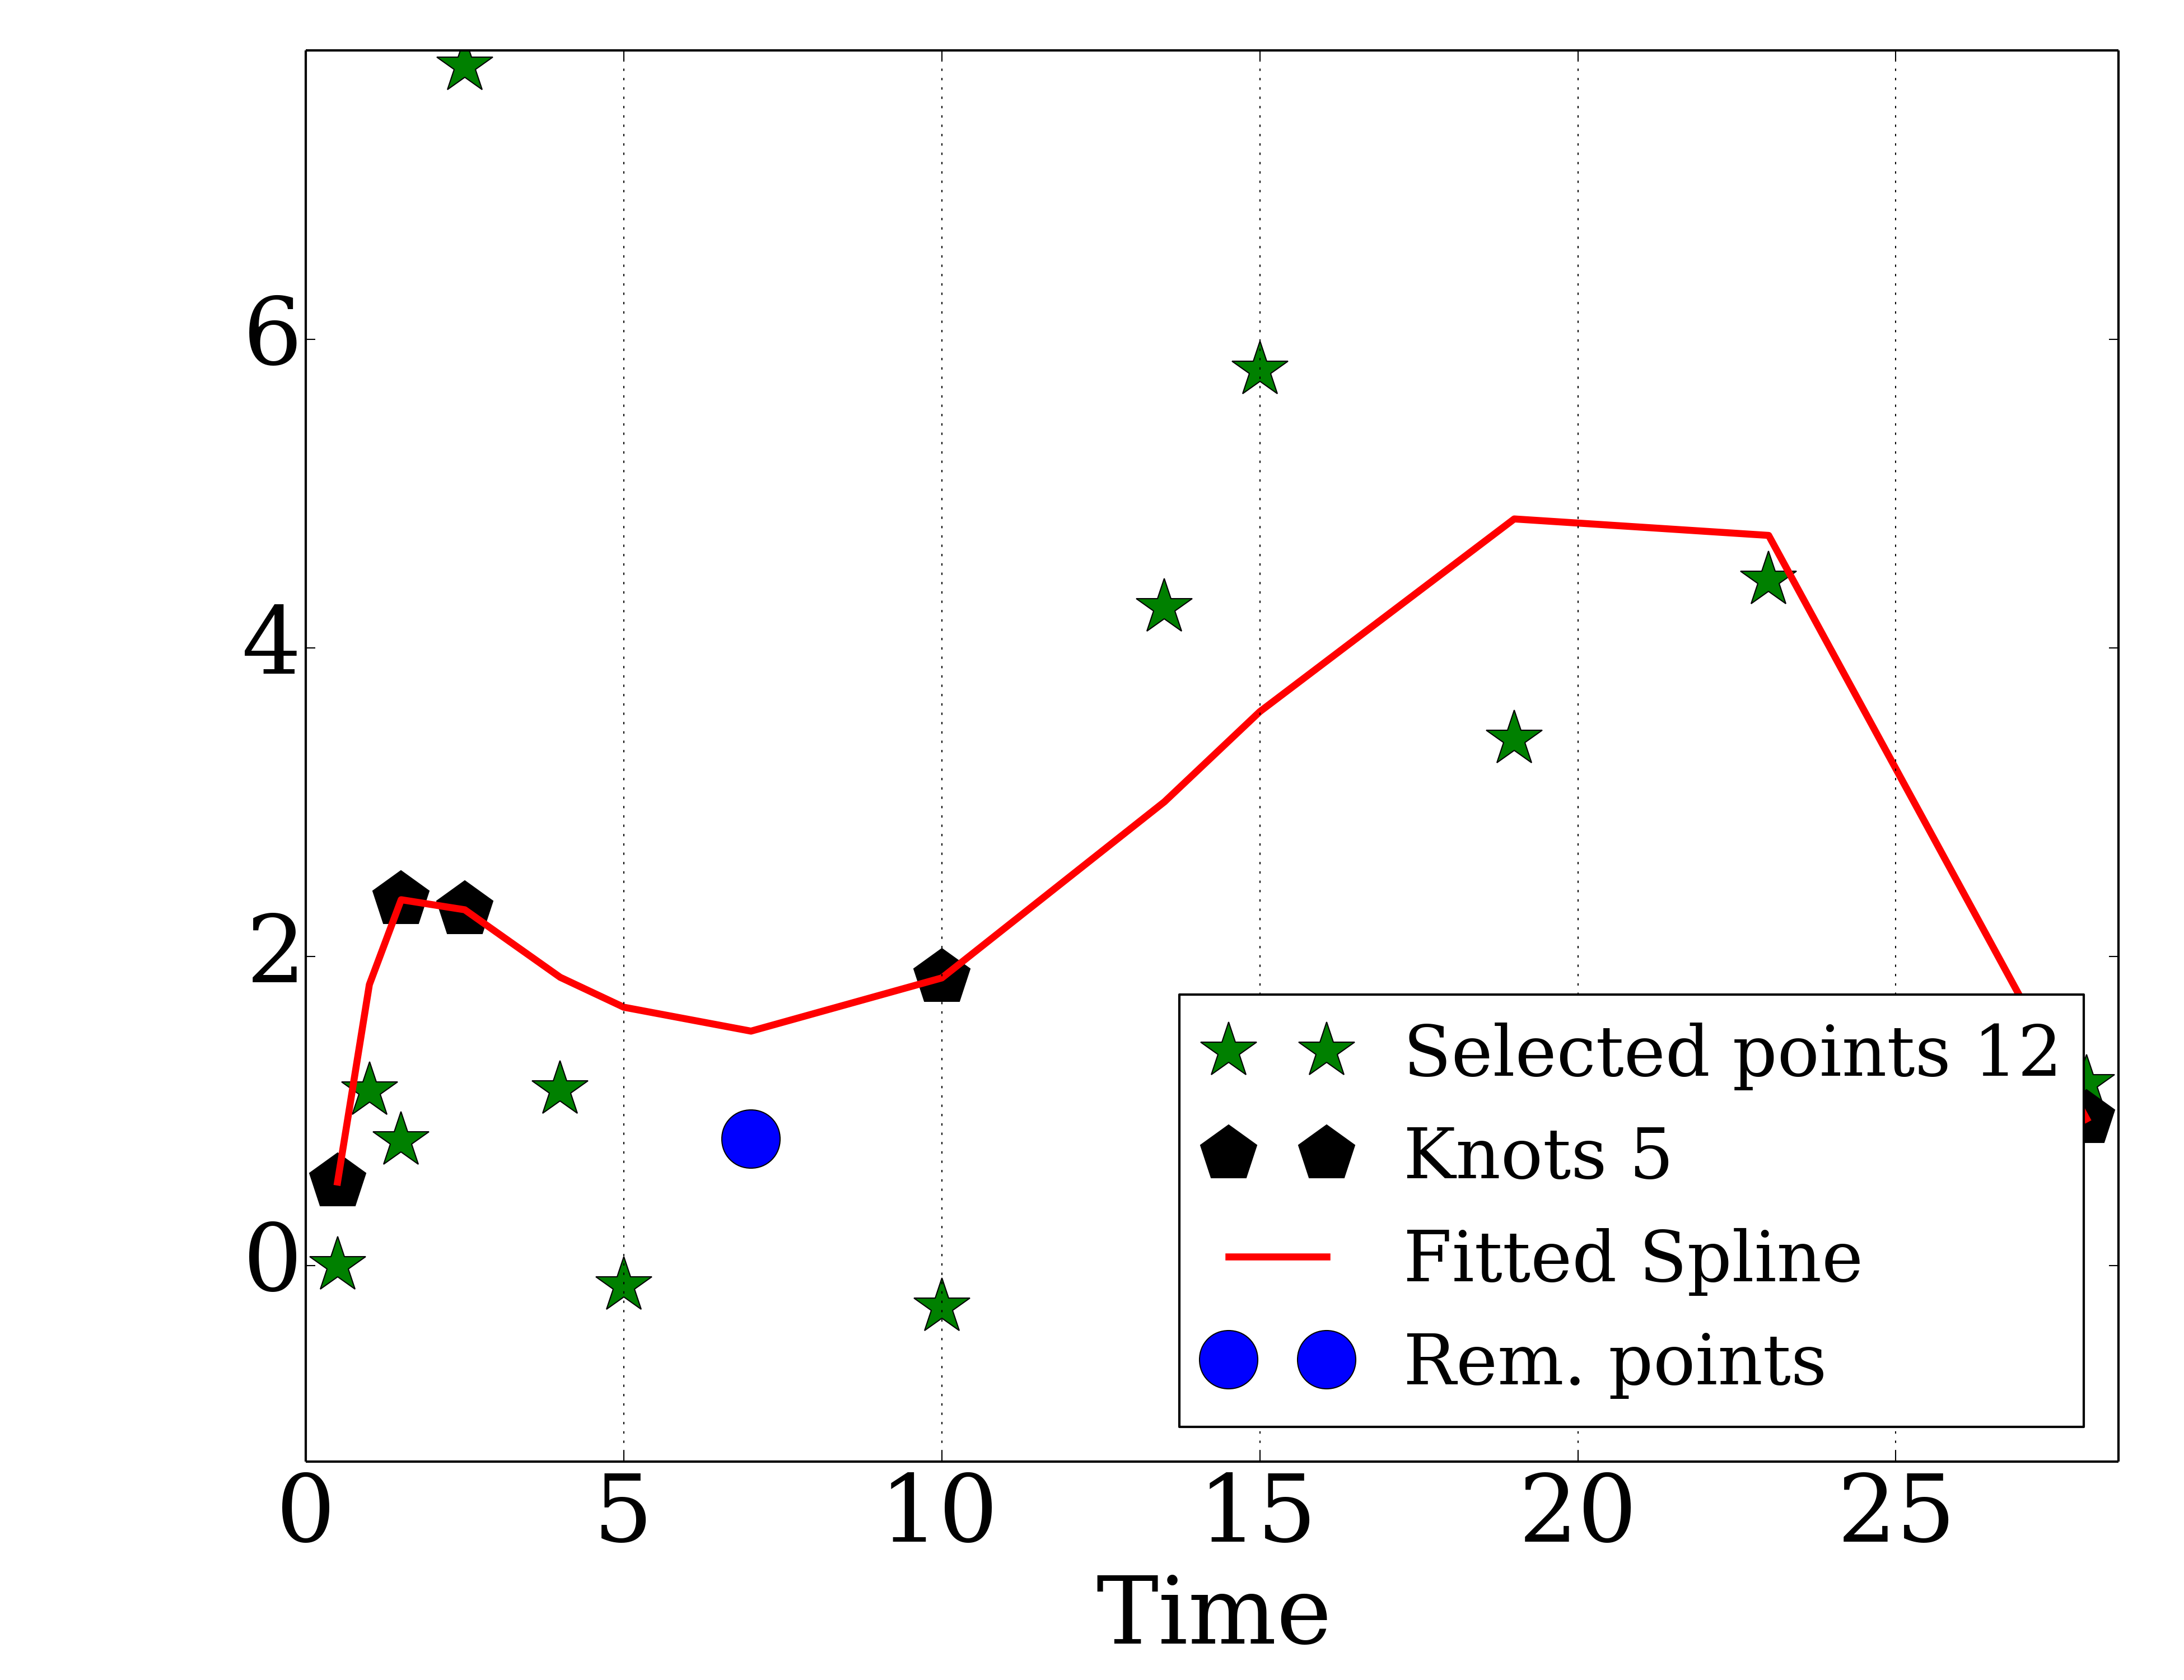 6
4
2
0
0 5 10 15 20 25
Time
Selected points 12
Knots 5
Fitted Spline
Rem. points